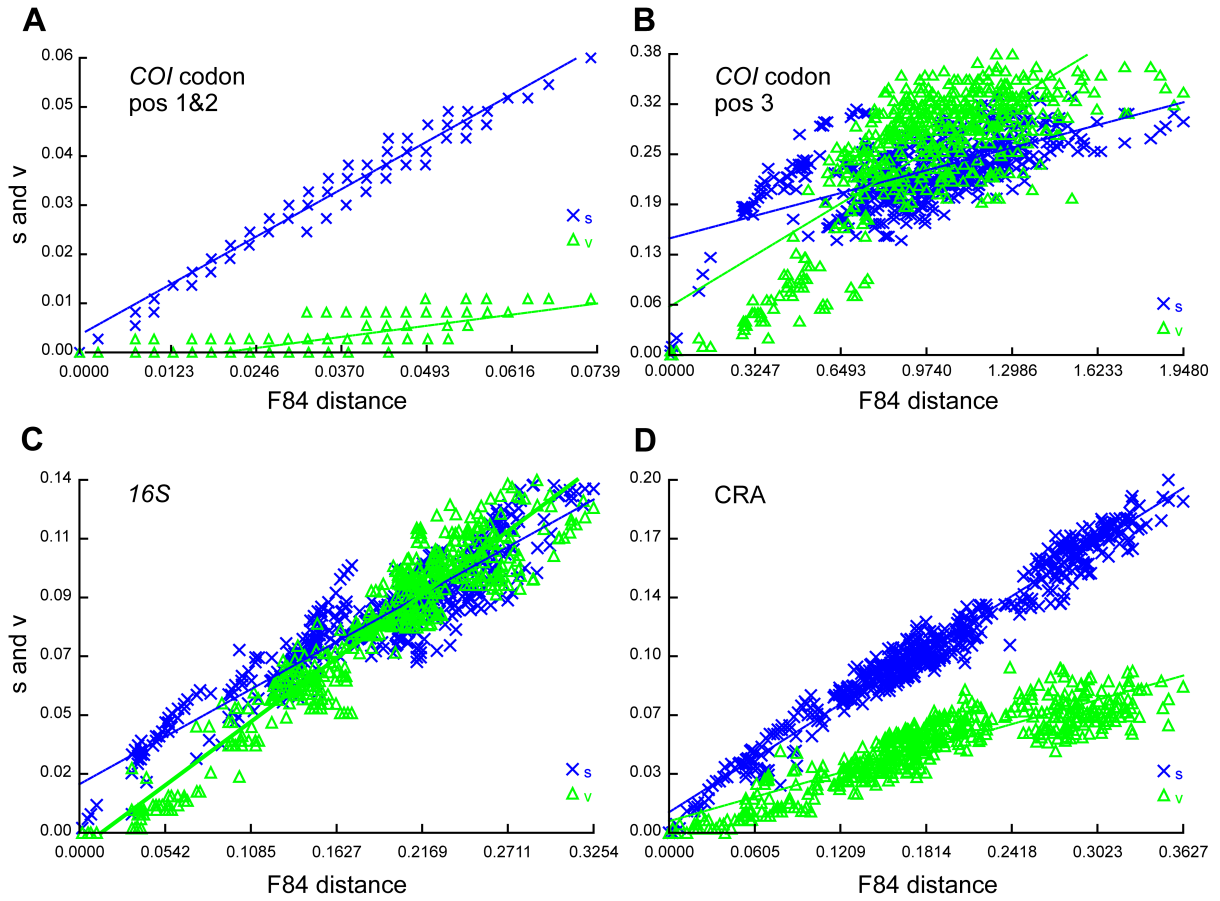 A
COI codon
pos 1&2
0.06
0.05
0.04
0.03
0.02
0.01
0.00
s and v
s
v
0.0000 0.0123 0.0246 0.0370 0.0493 0.0616 0.0739
F84 distance
B
COI codon
pos 3
0.38
0.32
0.25
0.19
0.13
0.06
0.00
s
v
0.0000 0.3247 0.6493 0.9740 1.2986 1.6233 1.9480
F84 distance
C
16S
0.14
0.11
0.09
0.07
0.05
0.02
0.00
s and v
s
v
0.0000 0.0542 0.1085 0.1627 0.2169 0.2711 0.3254
F84 distance
D
CRA
0.20
0.17
0.14
0.10
0.07
0.03
0.00
s
v
0.0000 0.0605 0.1209 0.1814 0.2418 0.3023 0.3627
F84 distance